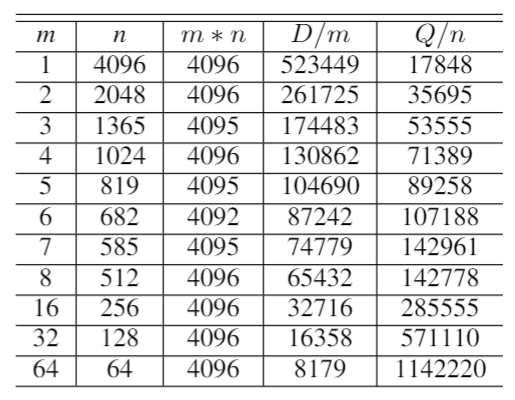 m n m ∗ n D/m Q/n
1 4096 4096 523449 17848
2 2048 4096 261725 35695
3 1365 4095 174483 53555
4 1024 4096 130862 71389
5 819 4095 104690 89258
6 682 4092 87242 107188
7 585 4095 74779 142961
8 512 4096 65432 142778
16 256 4096 32716 285555
32 128 4096 16358 571110
64 64 4096 8179 1142220